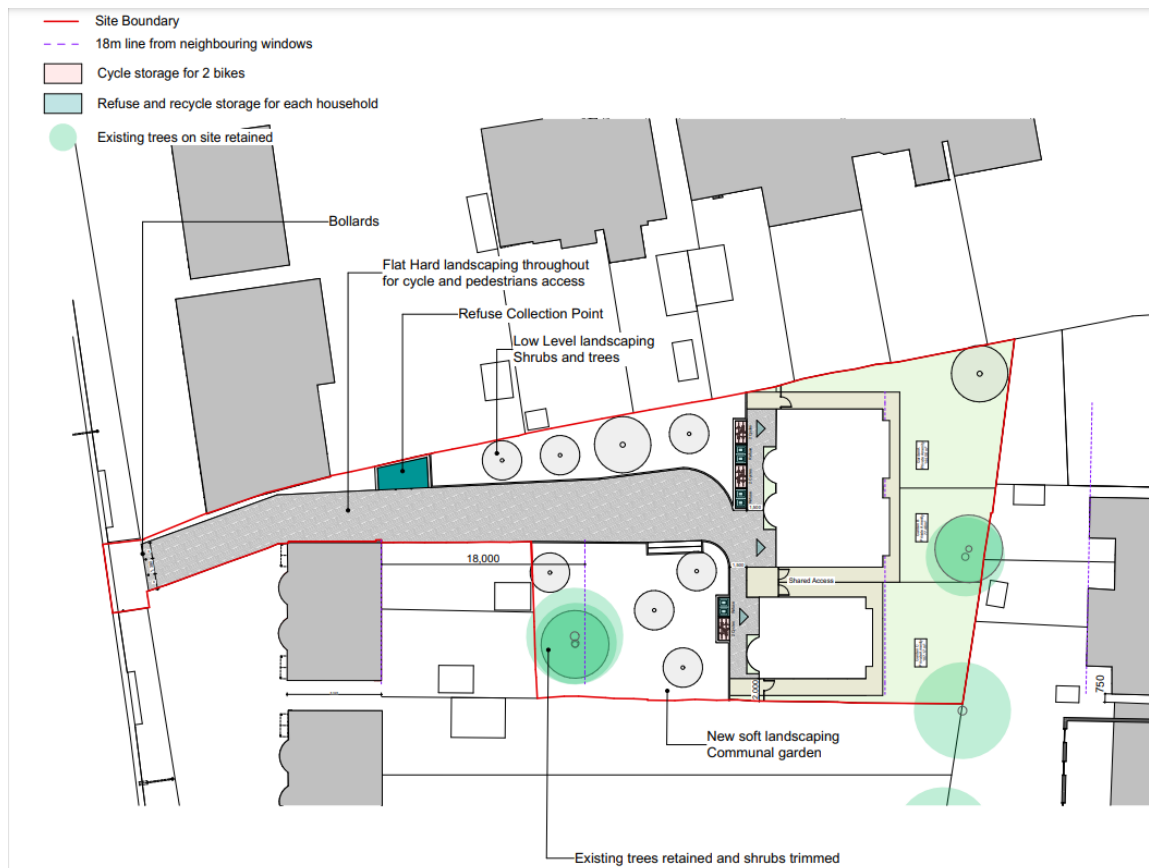 Site Boundary
18m line from neighbouring windows
Cycle storage for 2 bikes
Refuse and recycle storage for each household
Existing trees on site retained
Bollards
Flat Hard landscaping throughout
for cycle and pedestrians access
Refuse Collection Point
Low Level landscaping
Shrubs and trees
18,000
Shared Access
2,000
750
New soft landscaping
Communal garden
Existing trees retained and shrubs trimmed